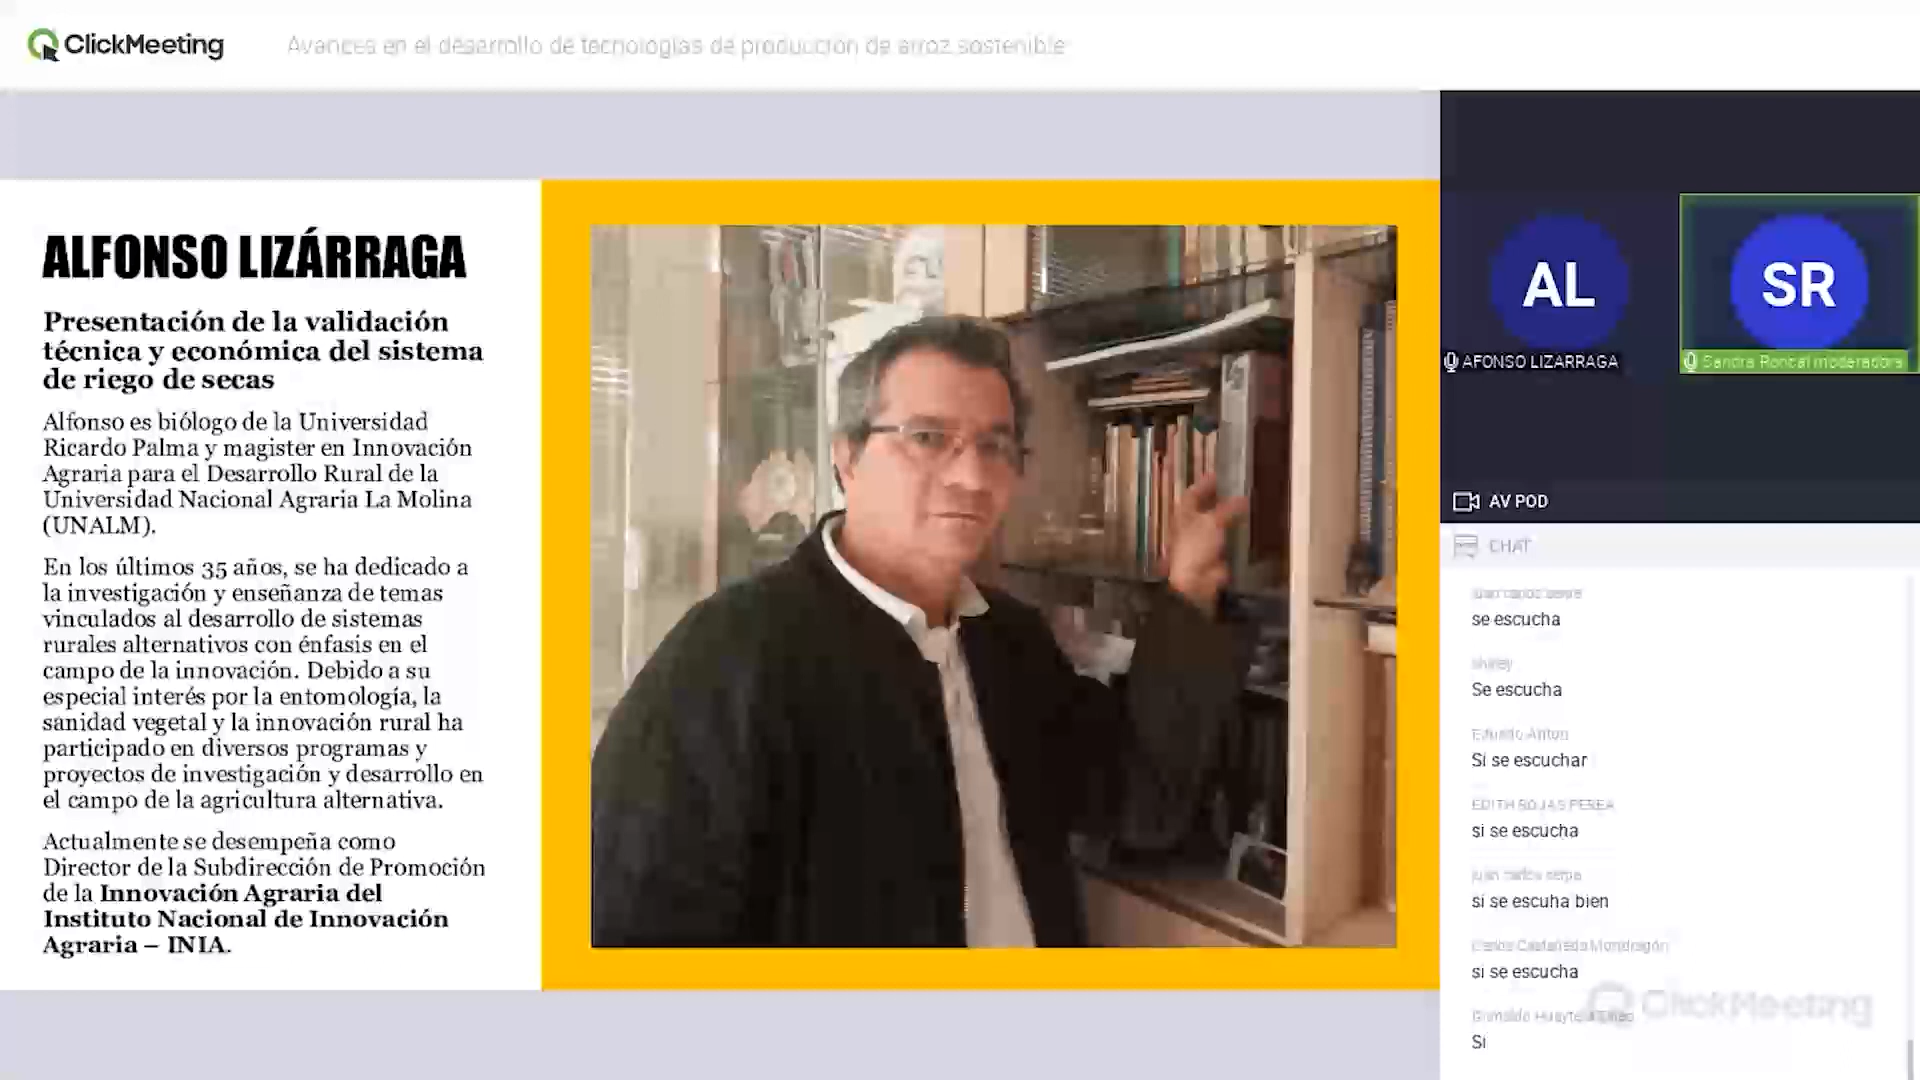 ClickMeeting
Avances en el desarrollo de tecnologías de producción de arroz sostenible
ALFONSO LIZÁRRAGA
Presentación de la validación
técnica y económica del sistema
de riego de secas
Alfonso es biólogo de la Universidad
Ricardo Palma y magister en Innovación
Agraria para el Desarrollo Rural de la
Universidad Nacional Agraria La Molina
(UNALM).
En los últimos 35 años, se ha dedicado a
la investigación y enseñanza de temas
vinculados al desarrollo de sistemas
rurales alternativos con énfasis en el
campo de la innovación. Debido a su
especial interés por la entomología, la
sanidad vegetal y la innovación rural ha
participado en diversos programas y
proyectos de investigación y desarrollo en
el campo de la agricultura alternativa.
Actualmente se desempeña como
Director de la Subdirección de Promoción
de la Innovación Agraria del
Instituto Nacional de Innovación
Agraria – INIA.
AL
SR
AFONSO LIZARRAGA
Sandra Roncal moderadora
AV POD
CHAT
se escucha
shirley
Se escucha
Si se escuchar
EDITH ROJAS PEREA
si se escucha
juan carlos serpa
si se escuha bien
Carlos Castañeda Mondragón
si se escucha
ClickMeeting
Si